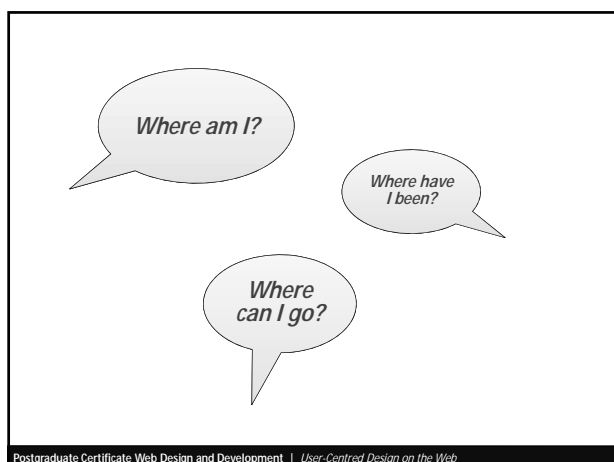 Where am I?
Where have
I been?
Where
can I go?
Postgraduate Certificate Web Design and Development | User-Centred Design on the Web